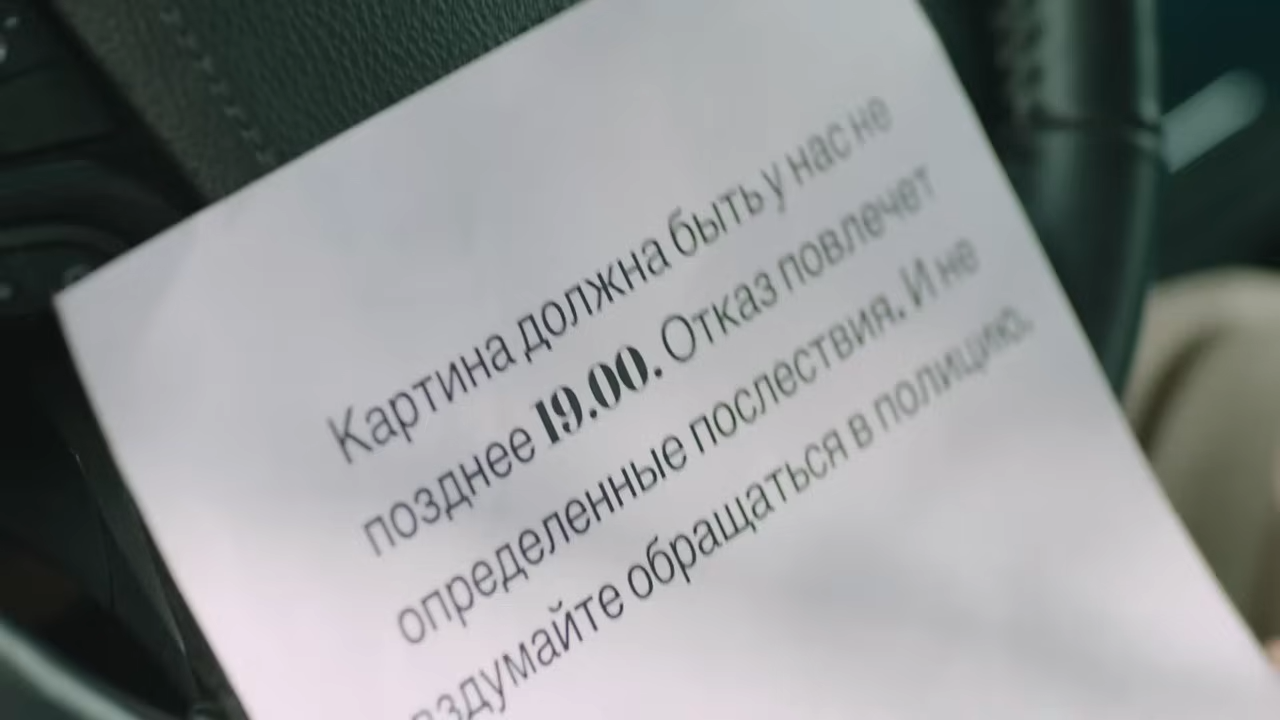 Картина должна быть у нас не
позднее 19.00. Отказ повлечет
определенные послествия. И не
вздумайте обращаться в полицию.